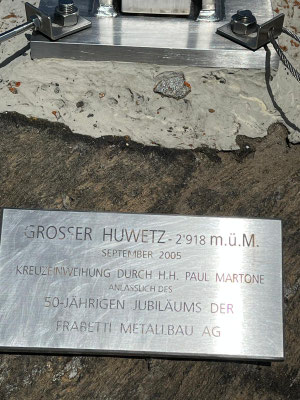 GROSSER HUWETZ - 2'918 m.ü.M.
SEPTEMBER 2005
KREUZEINWEIHUNG DURCH H.H. PAUL MARTONE
ANLÄSSLICH DES
50-JÄHRIGEN JUBILÄUMS DER
FRABETTI METALLBAU AG